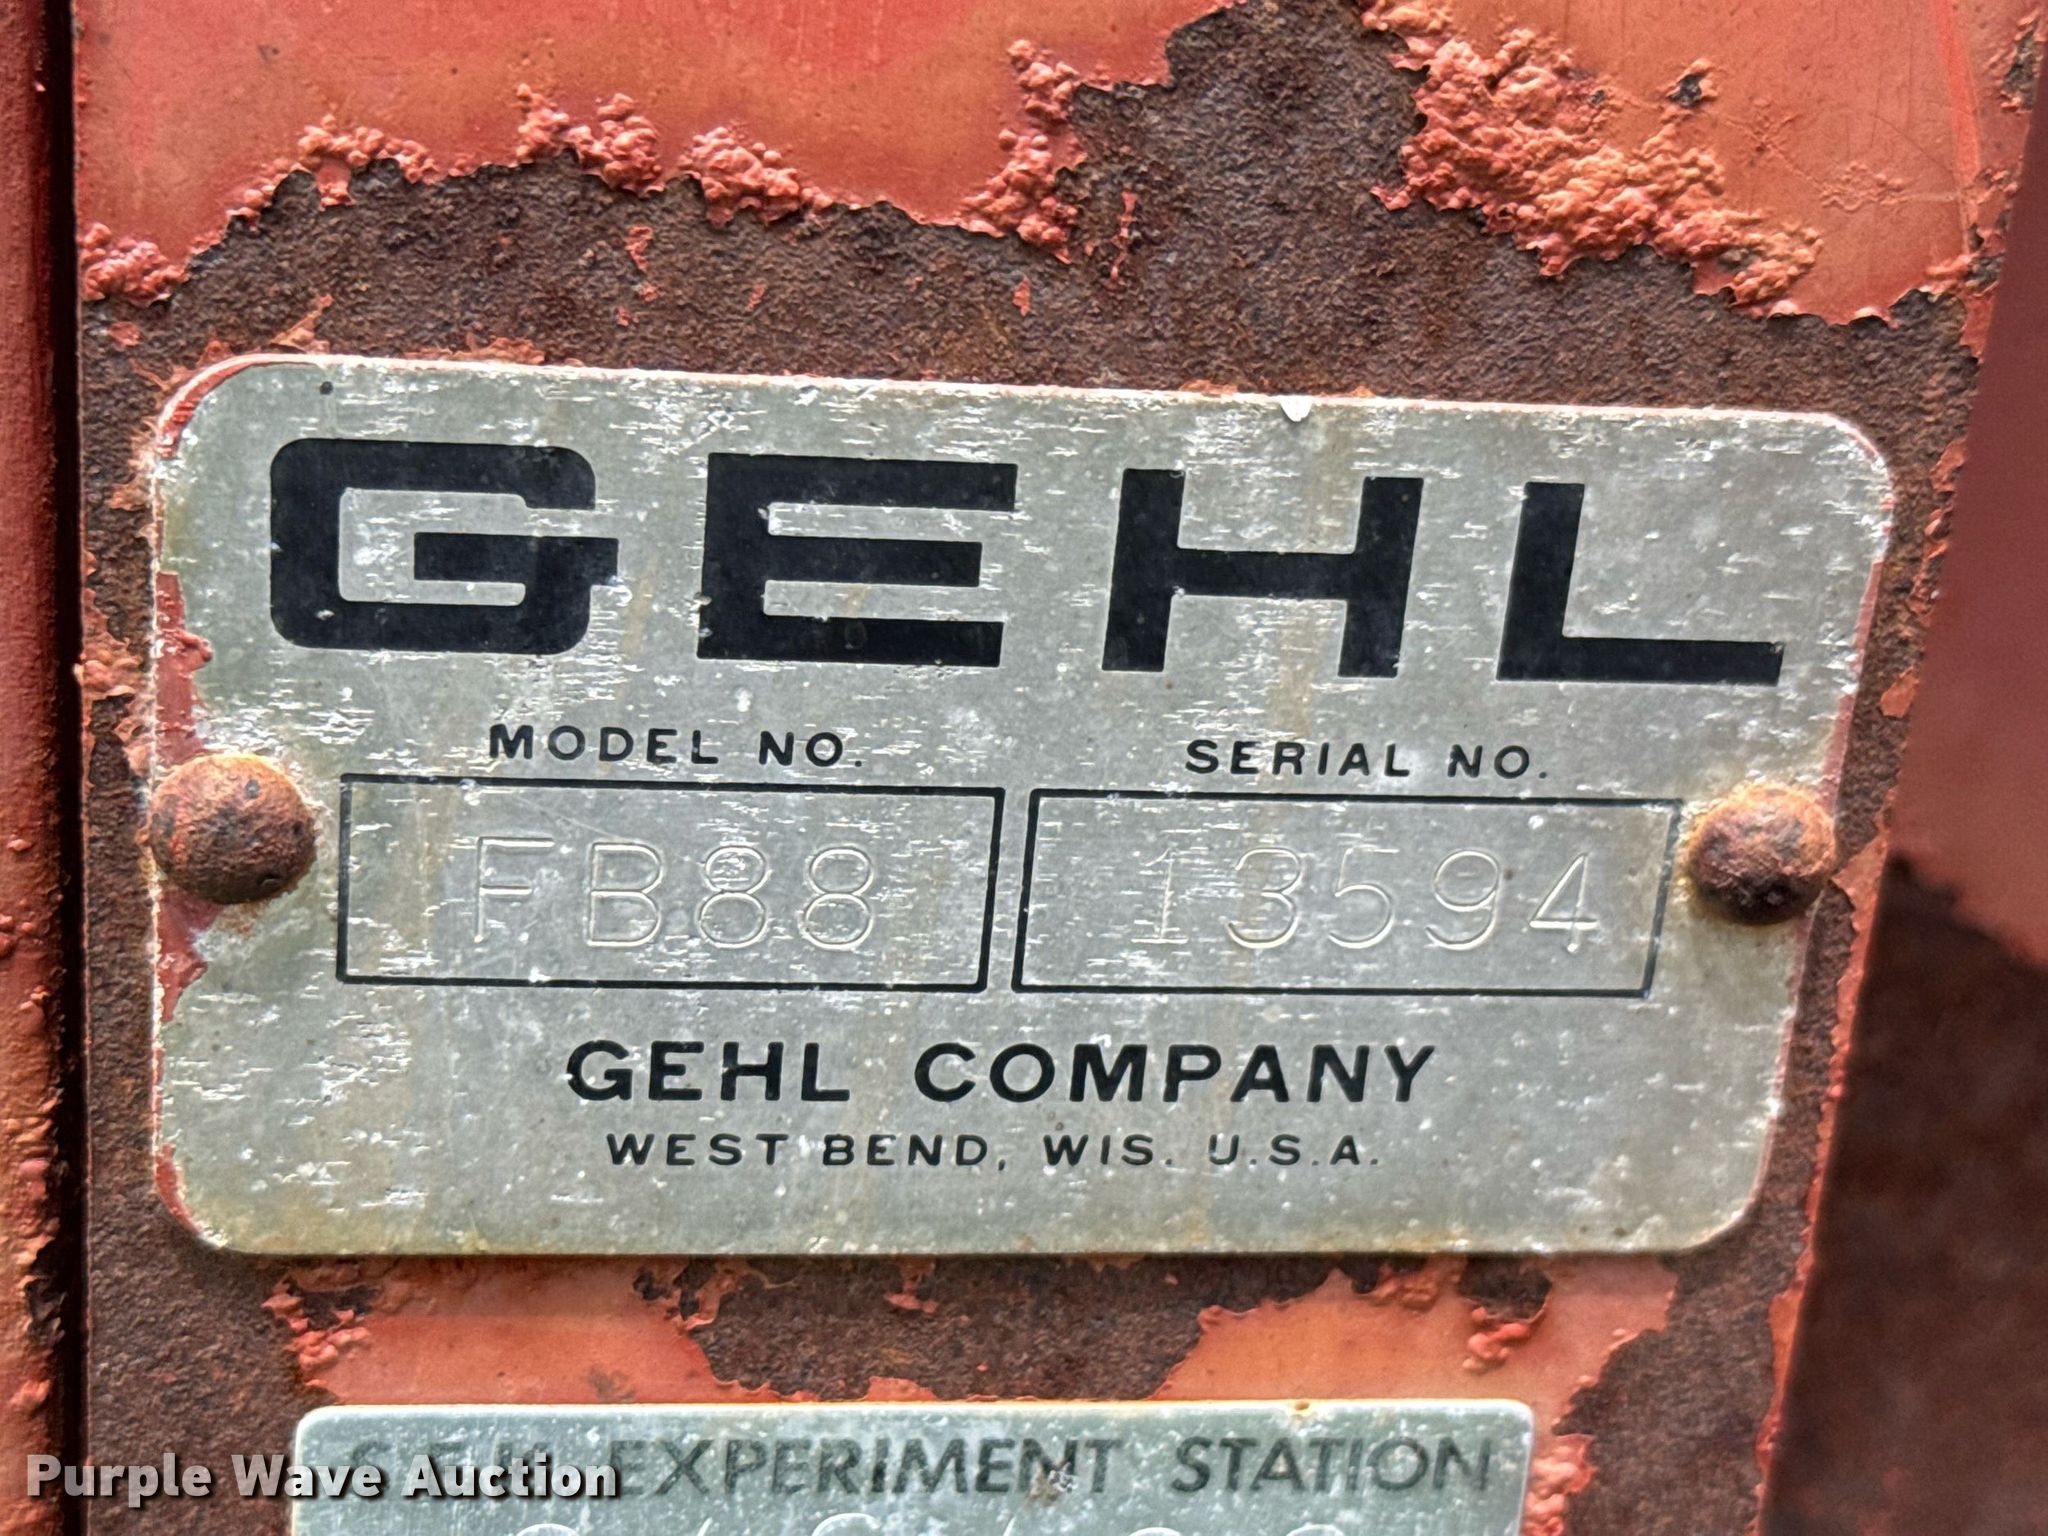 GEHL
MODEL NO. SERIAL NO.
FB88 13594
GEHL COMPANY
WEST BEND, WIS. U.S.A.
EXPERIMENT STATION
Purple Wave Auction